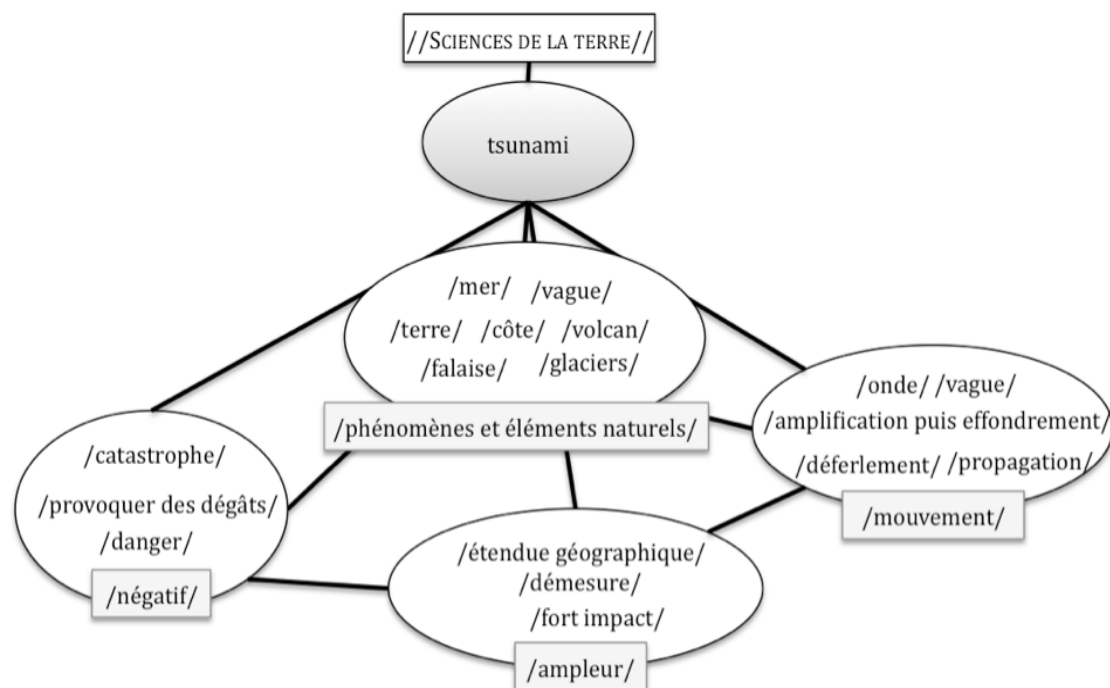 //SCIENCES DE LA TERRE//
tsunami
/mer/ /vague/
/terre/ /côte/ /volcan/
/falaise/ /glaciers/
/phénomènes et éléments naturels/
/onde/ /vague/
/amplification puis effondrement/
/déferlement/ /propagation/
/mouvement/
/catastrophe/
/provoquer des dégâts/
/danger/
/négatif/
/étendue géographique/
/démesure/
/fort impact/
/ampleur/